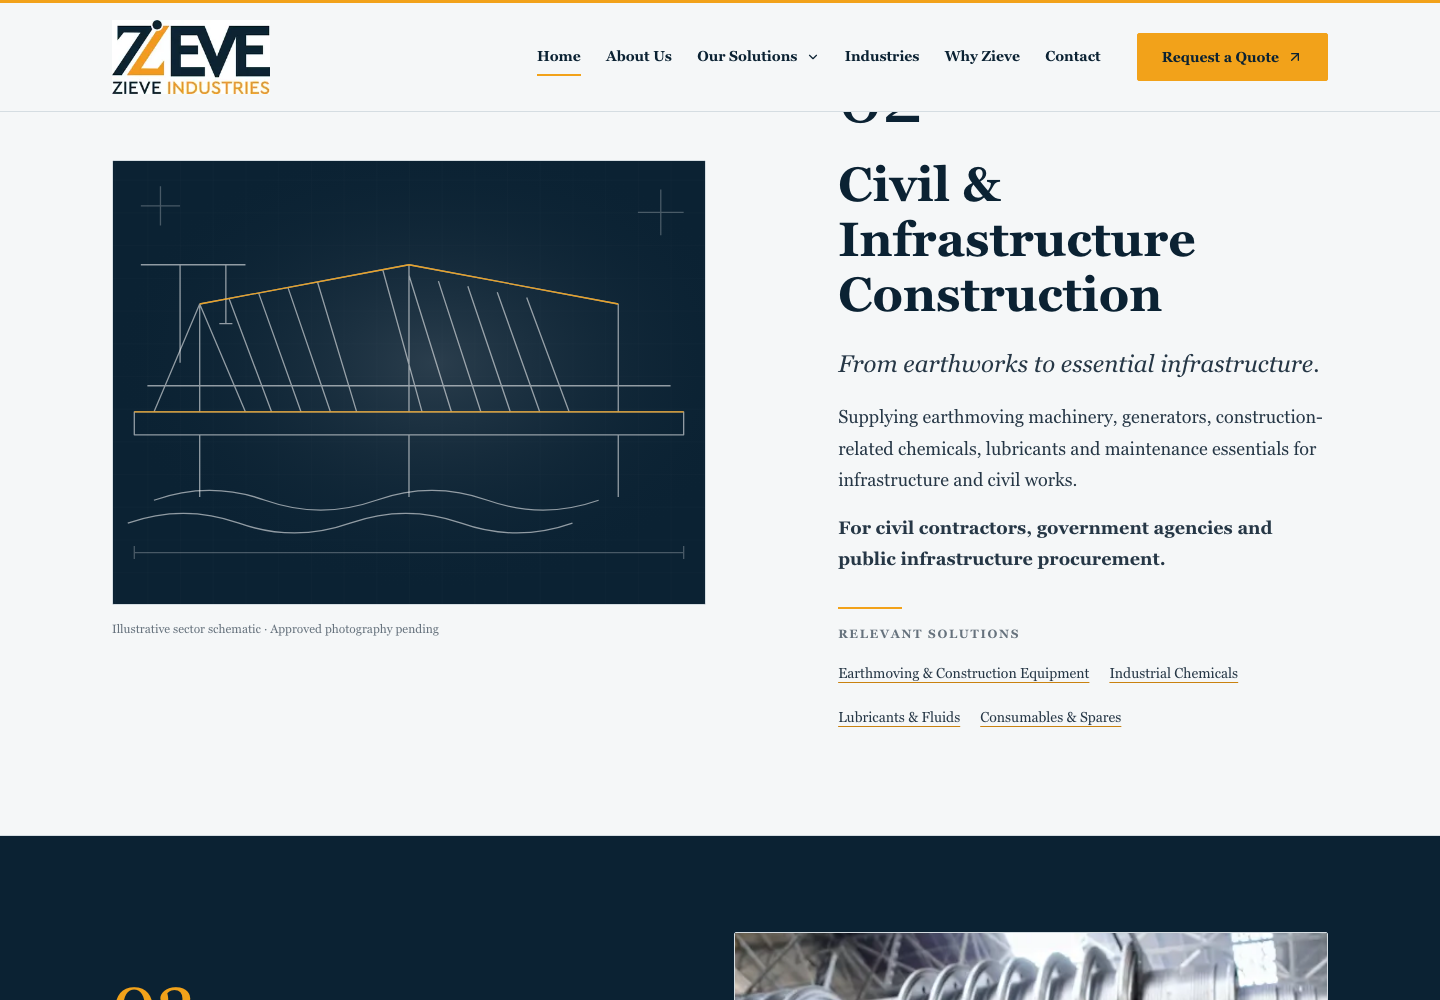 ZIEVE
ZIEVE INDUSTRIES
Home
About Us
Our Solutions
Industries
Why Zieve
Contact
Request a Quote
02
Civil &
Infrastructure
Construction
From earthworks to essential infrastructure.
Supplying earthmoving machinery, generators, construction-
related chemicals, lubricants and maintenance essentials for
infrastructure and civil works.
For civil contractors, government agencies and
public infrastructure procurement.
Illustrative sector schematic · Approved photography pending
RELEVANT SOLUTIONS
Earthmoving & Construction Equipment
Industrial Chemicals
Lubricants & Fluids
Consumables & Spares